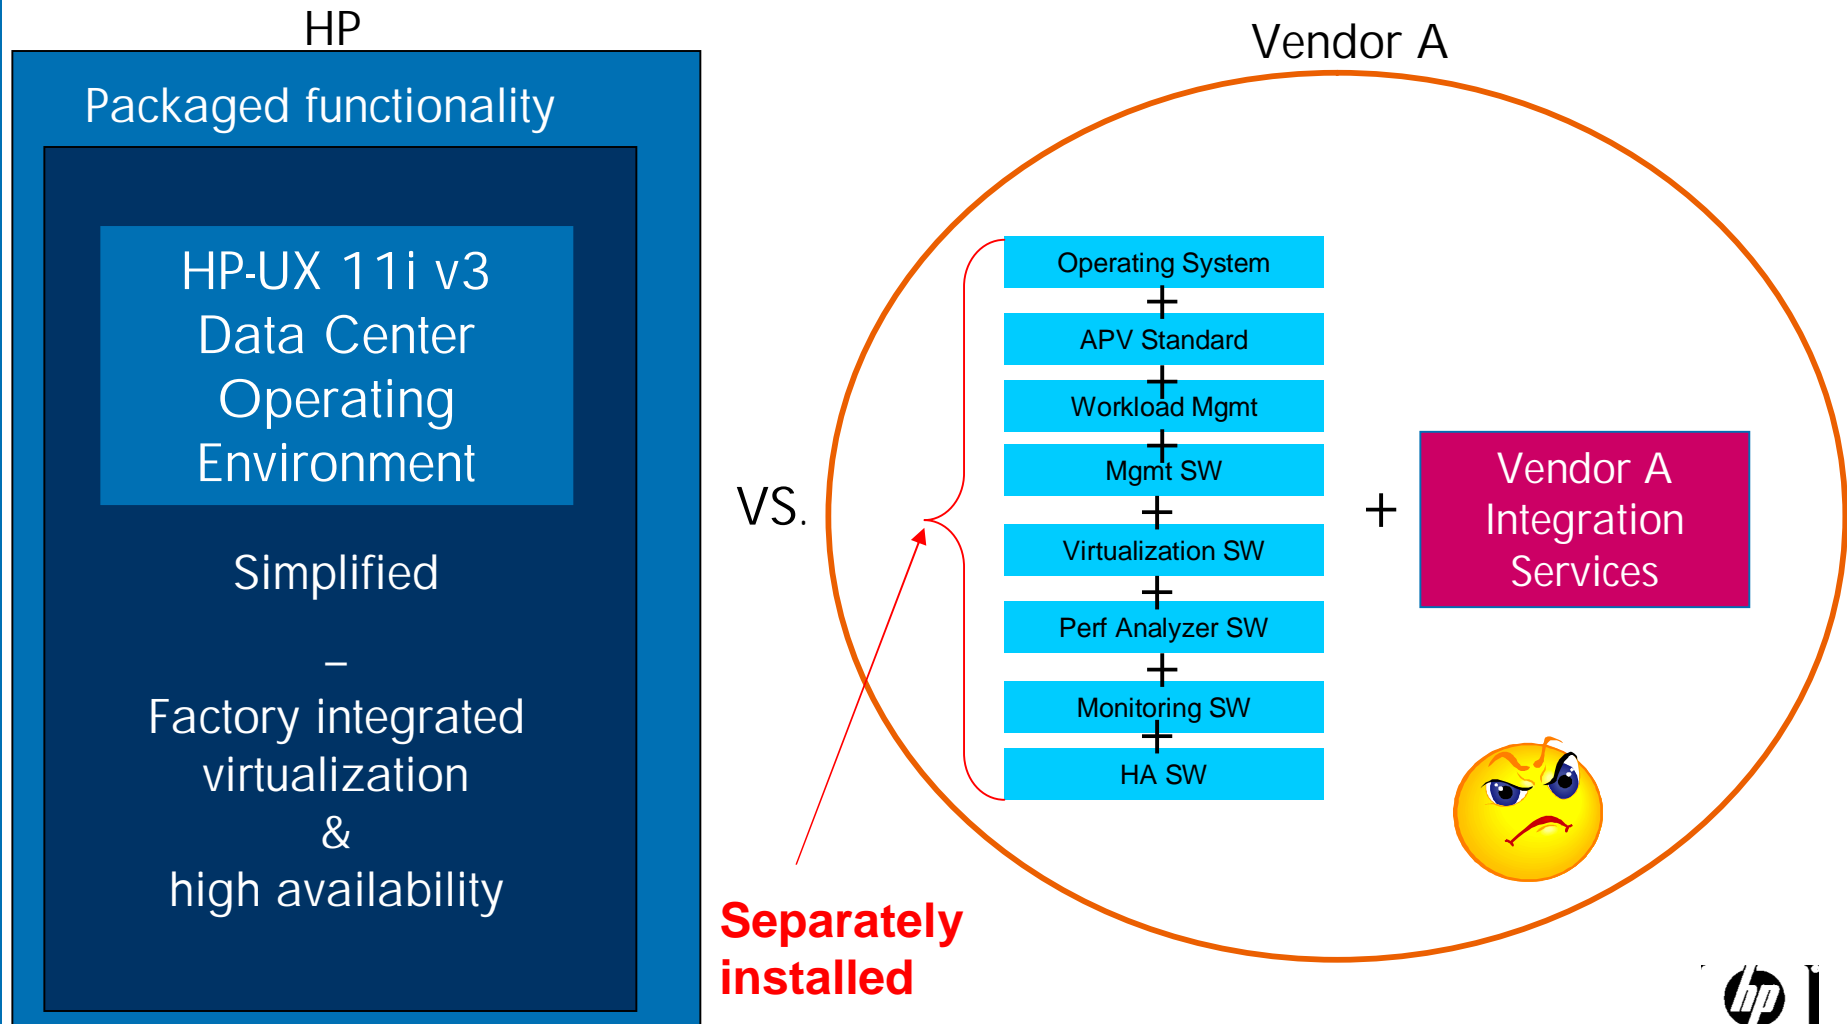 HP
Packaged functionality
HP-UX 11i v3
Data Center
Operating
Environment
Simplified
–
Factory integrated
virtualization
&
high availability
VS.
Vendor A
Operating System
+
APV Standard
+
Workload Mgmt
+
Mgmt SW
+
Virtualization SW
+
Perf Analyzer SW
+
Monitoring SW
+
HA SW
+
Vendor A
Integration
Services
Separately
installed
hp